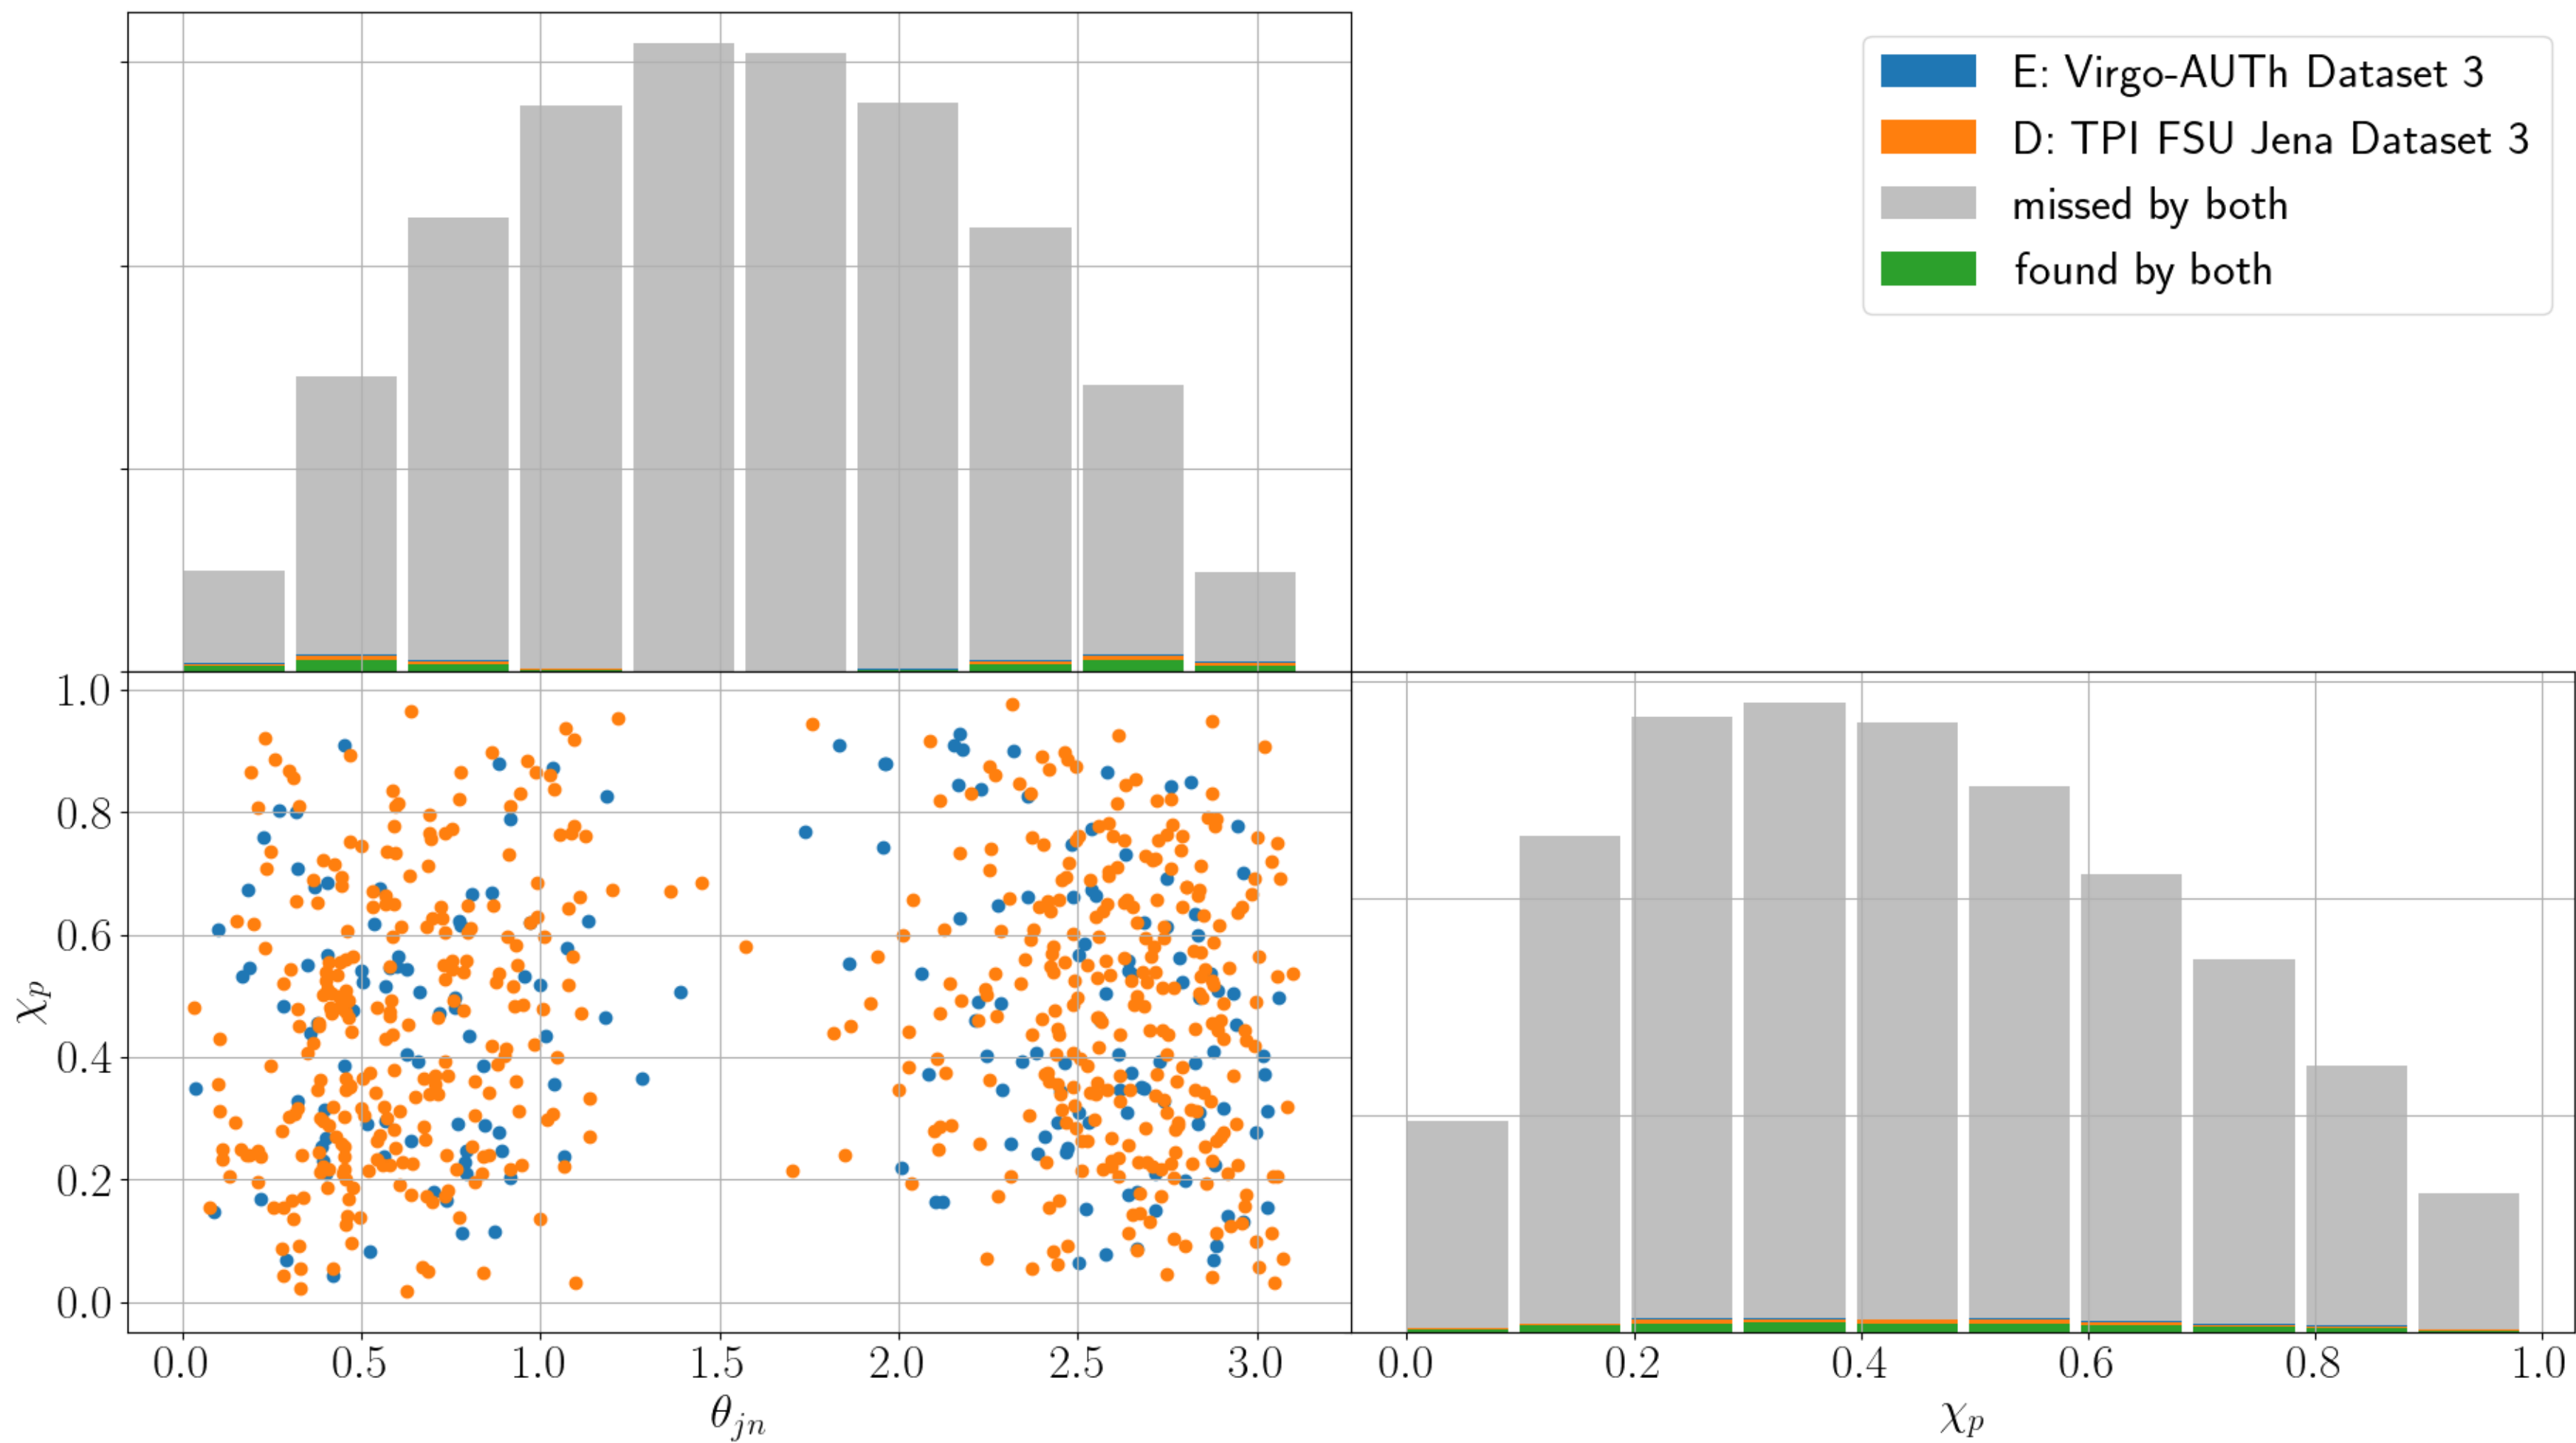 E: Virgo-AUTh Dataset 3
D: TPI FSU Jena Dataset 3
missed by both
found by both
1.0
0.8
0.6
0.4
0.2
0.0
χp
0.0 0.5 1.0 1.5 2.0 2.5 3.0
θjn
0.0 0.2 0.4 0.6 0.8 1.0
χp